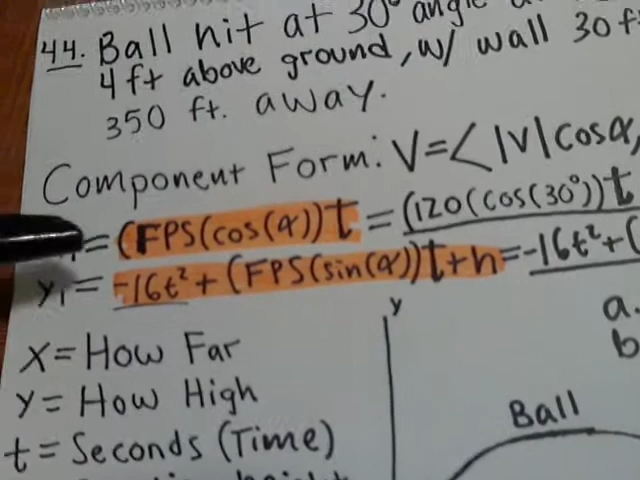 44. Ball hit at 30° angle
4ft above ground, w/ wall 30 ft
350 ft. away.
Component Form: V=< |V|cosα,
= (FPS(cos(α))t = (120(cos(30°))t
y₁= -16t²+(FPS(sin(α))t+h=-16t²+(
a.
b
y
x= How Far
y= How High
Ball
t= Seconds (Time)